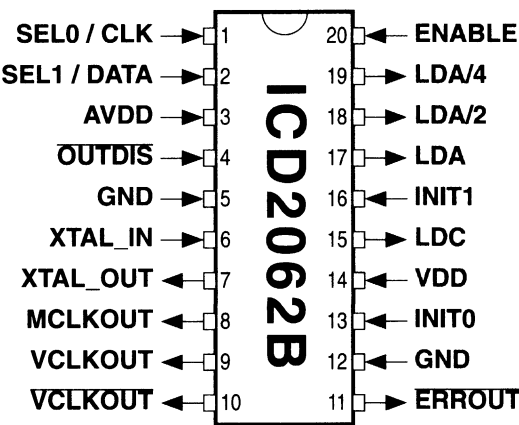 SEL0 / CLK 1 20 ENABLE
SEL1 / DATA 2 19 LDA/4
AVDD 3 18 LDA/2
OUTDIS 4 17 LDA
GND 5 16 INIT1
XTAL_IN 6 15 LDC
XTAL_OUT 7 14 VDD
MCLKOUT 8 13 INIT0
VCLKOUT 9 12 GND
VCLKOUT 10 11 ERROUT
ICD2062B